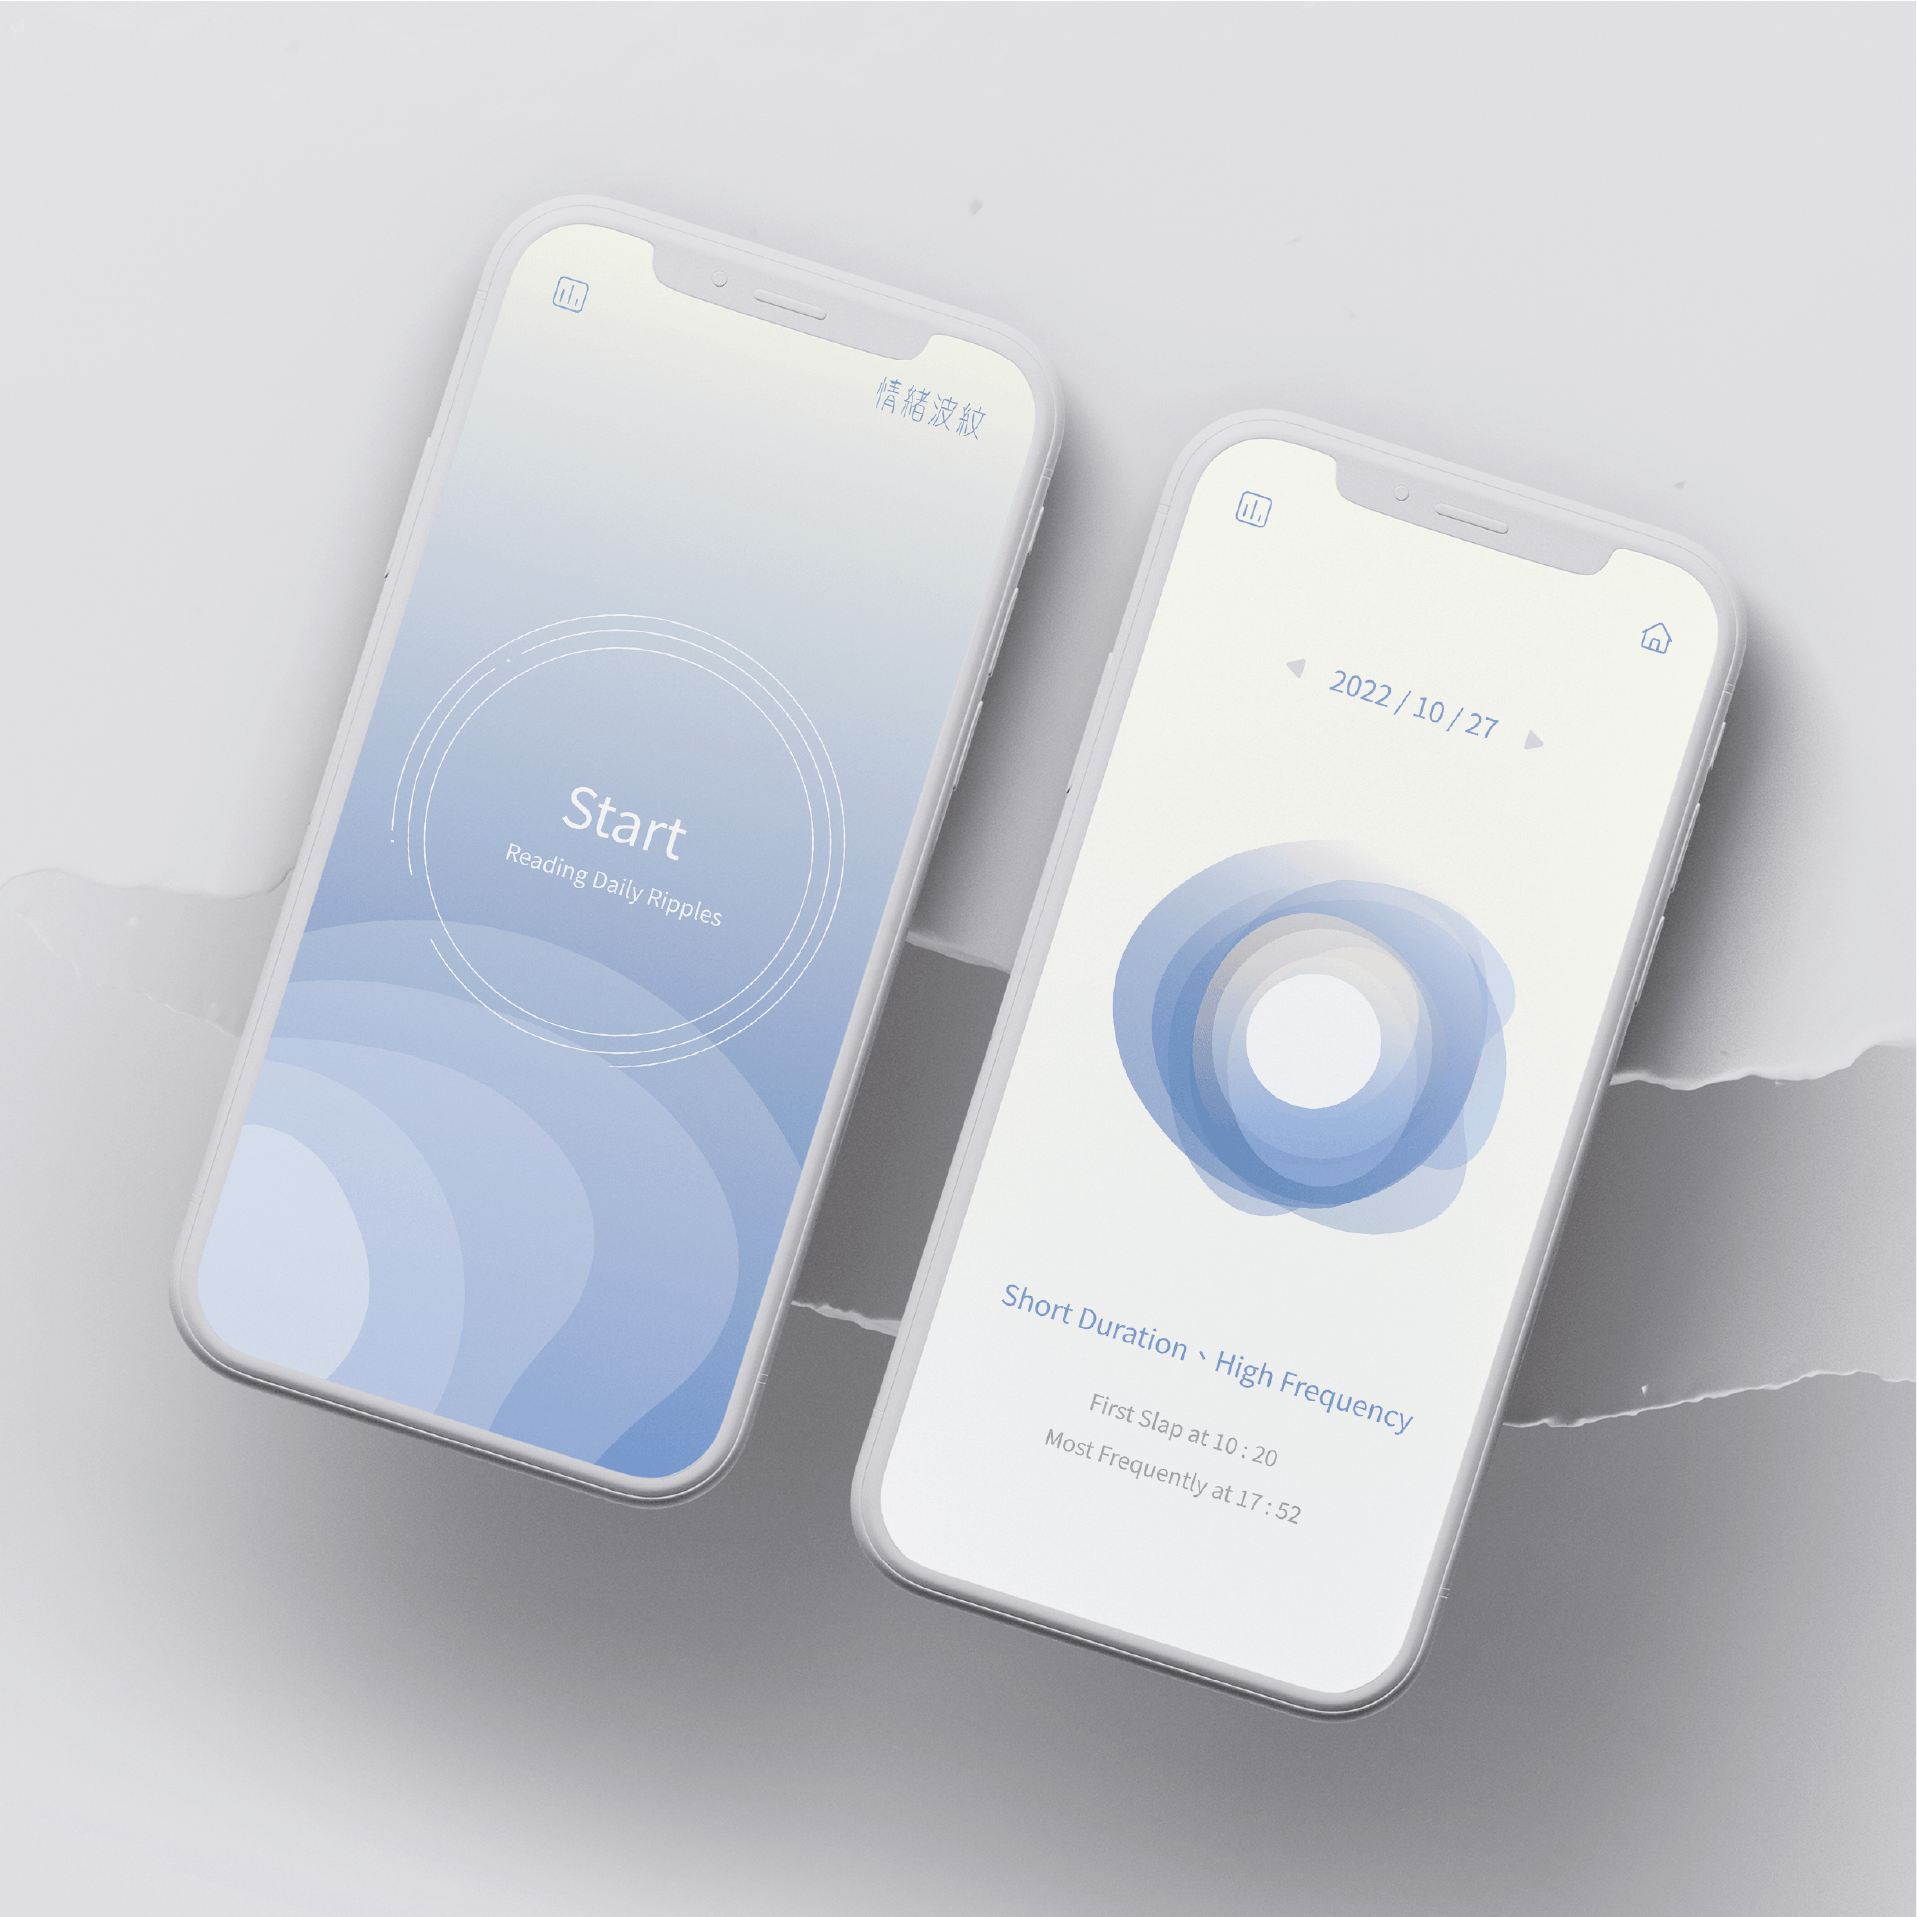 情緒波紋
Start
Reading Daily Ripples
2022 / 10 / 27
Short Duration、High Frequency
First Slap at 10 : 20
Most Frequently at 17 : 52